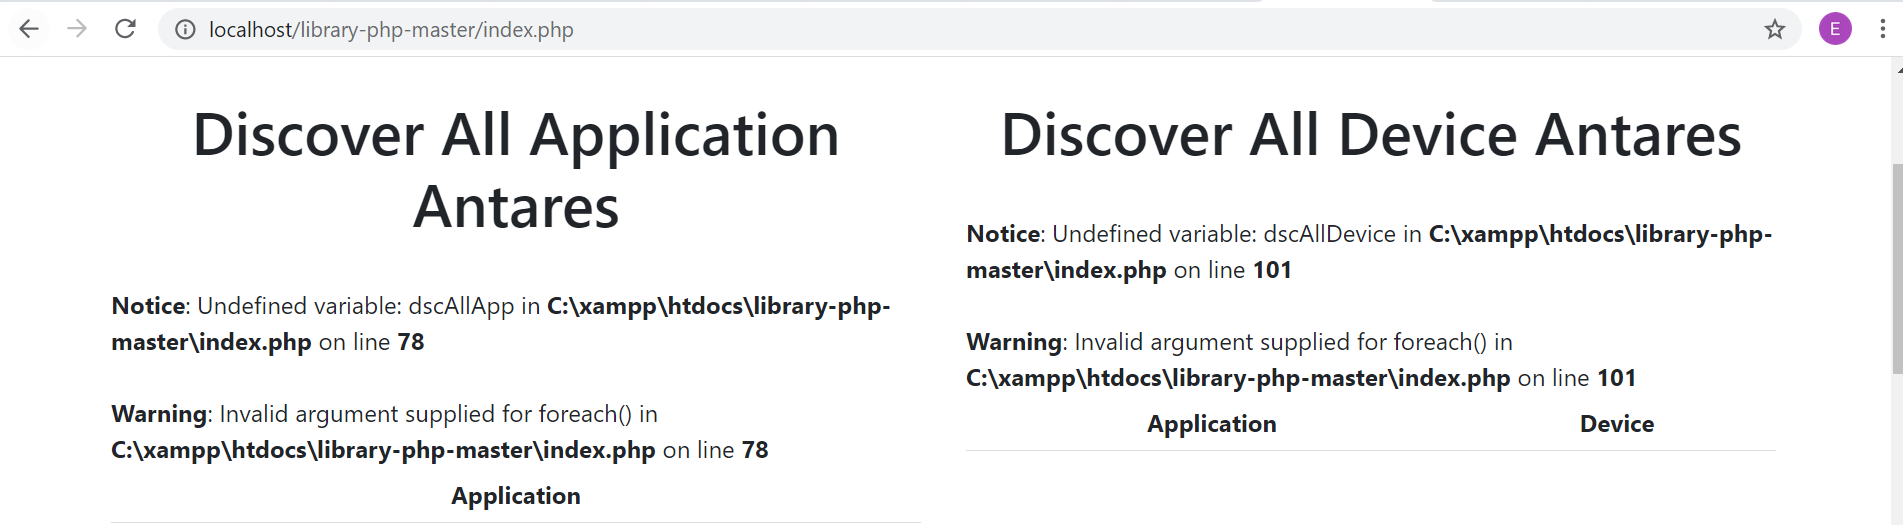 localhost/library-php-master/index.php
E
Discover All Application
Antares
Notice: Undefined variable: dscAllApp in C:\xampp\htdocs\library-php-
master\index.php on line 78
Warning: Invalid argument supplied for foreach() in
C:\xampp\htdocs\library-php-master\index.php on line 78
Application
Discover All Device Antares
Notice: Undefined variable: dscAllDevice in C:\xampp\htdocs\library-php-
master\index.php on line 101
Warning: Invalid argument supplied for foreach() in
C:\xampp\htdocs\library-php-master\index.php on line 101
Application Device